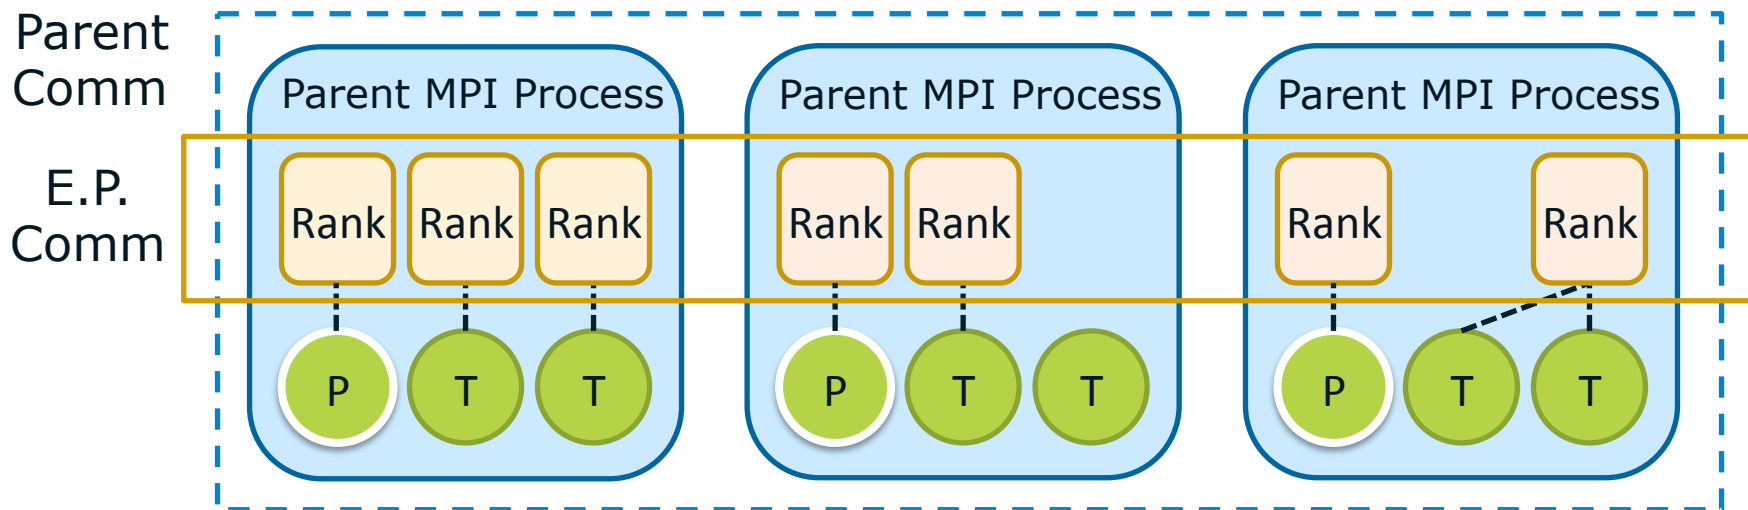 Parent
Comm
Parent MPI Process
Parent MPI Process
Parent MPI Process
E.P.
Comm
Rank
Rank
Rank
Rank
Rank
Rank
Rank
P
T
T
P
T
T
P
T
T